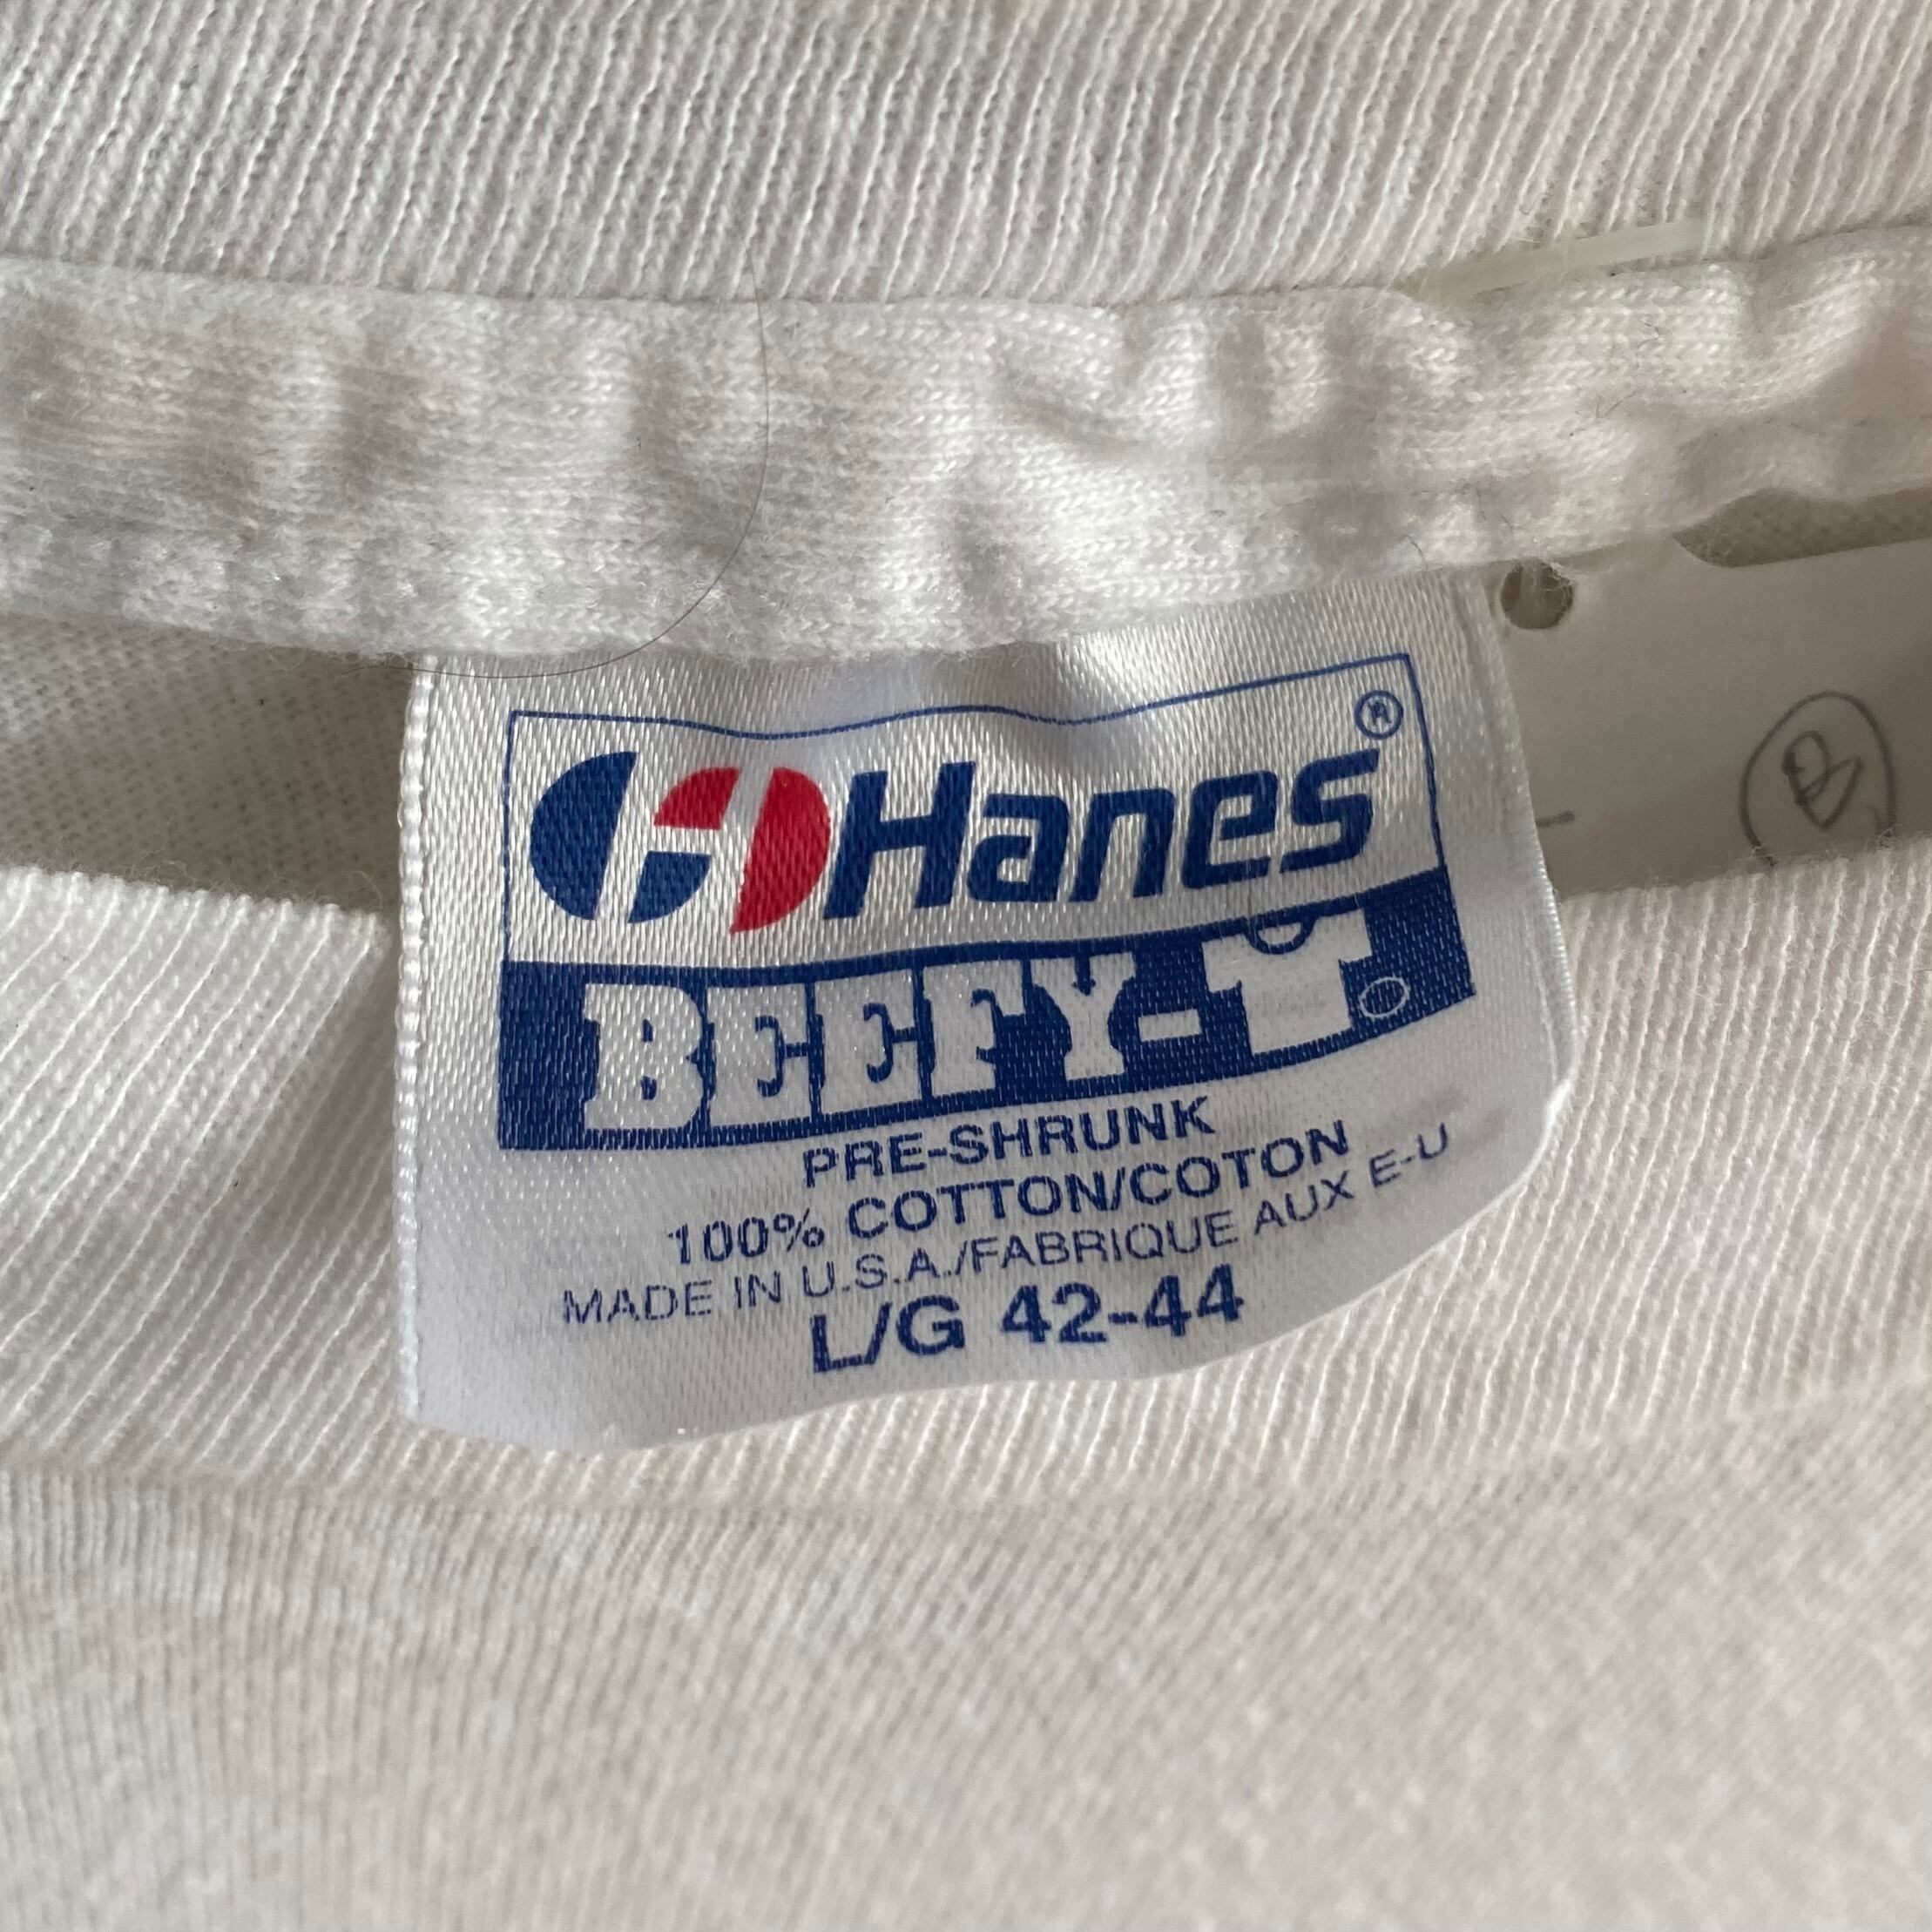 Hanes®
BEEFY-T®
PRE-SHRUNK
100% COTTON/COTON
MADE IN U.S.A./FABRIQUE AUX E-U
L/G 42-44